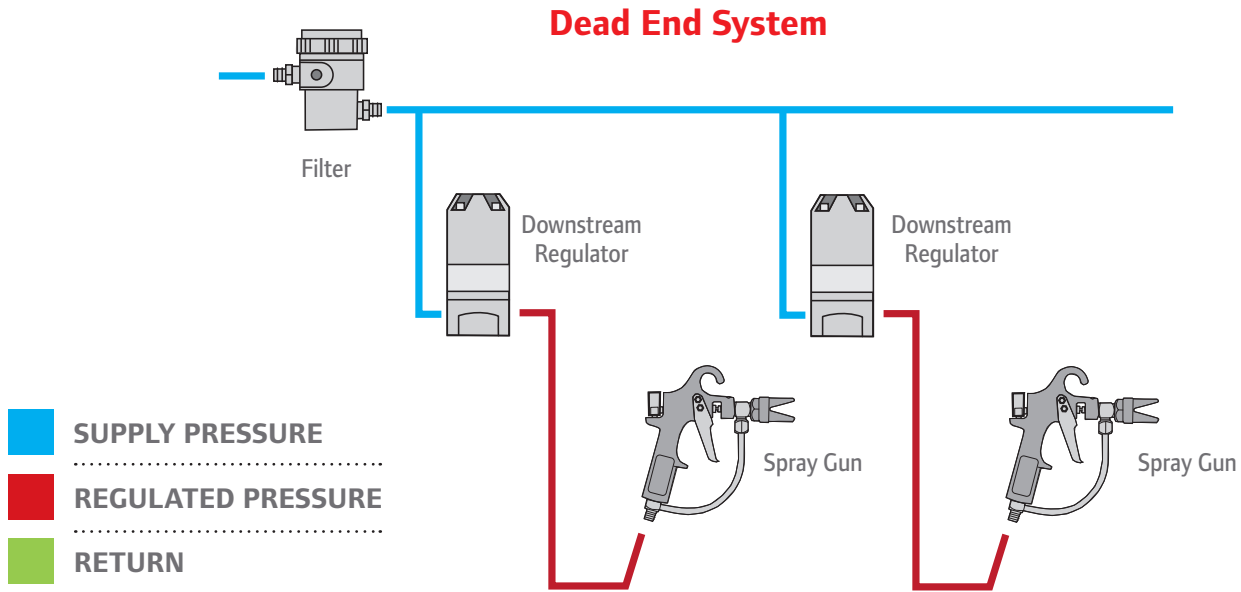 Dead End System
Filter
Downstream
Regulator
Downstream
Regulator
Spray Gun
Spray Gun
SUPPLY PRESSURE
REGULATED PRESSURE
RETURN